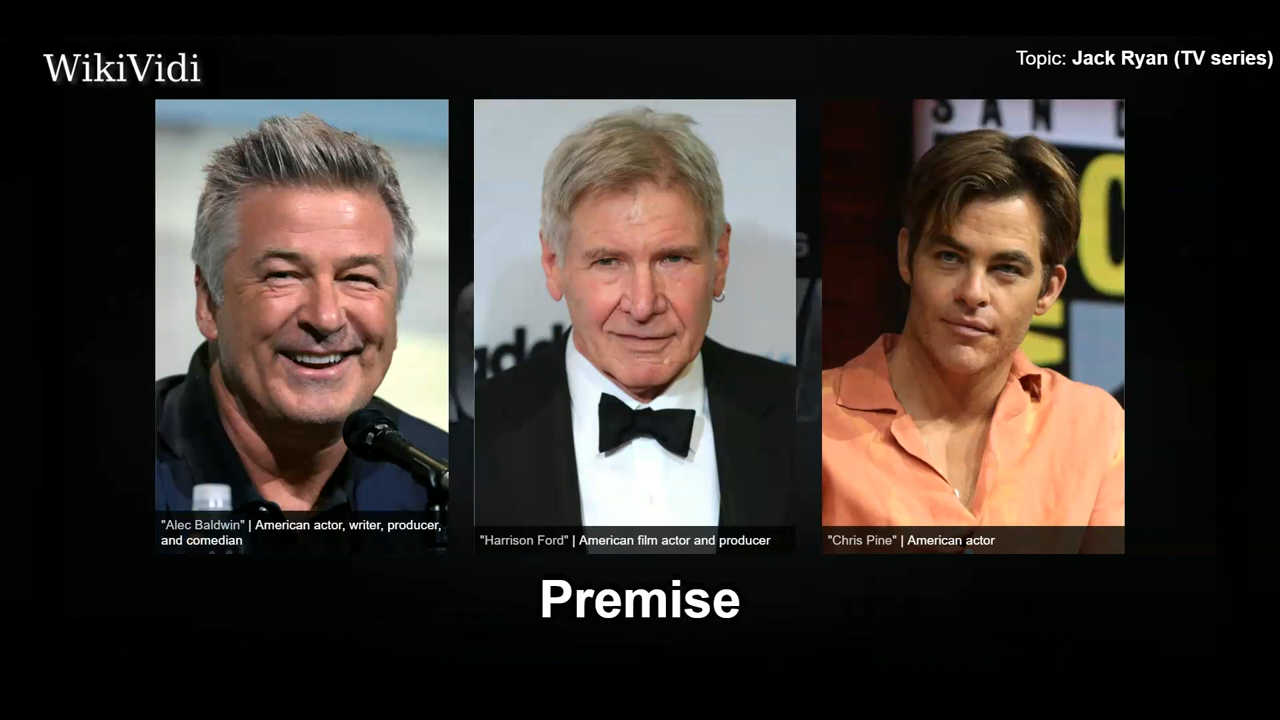 WikiVidi
Topic: Jack Ryan (TV series)
SAN
"Alec Baldwin" | American actor, writer, producer,
and comedian
"Harrison Ford" | American film actor and producer
"Chris Pine" | American actor
Premise